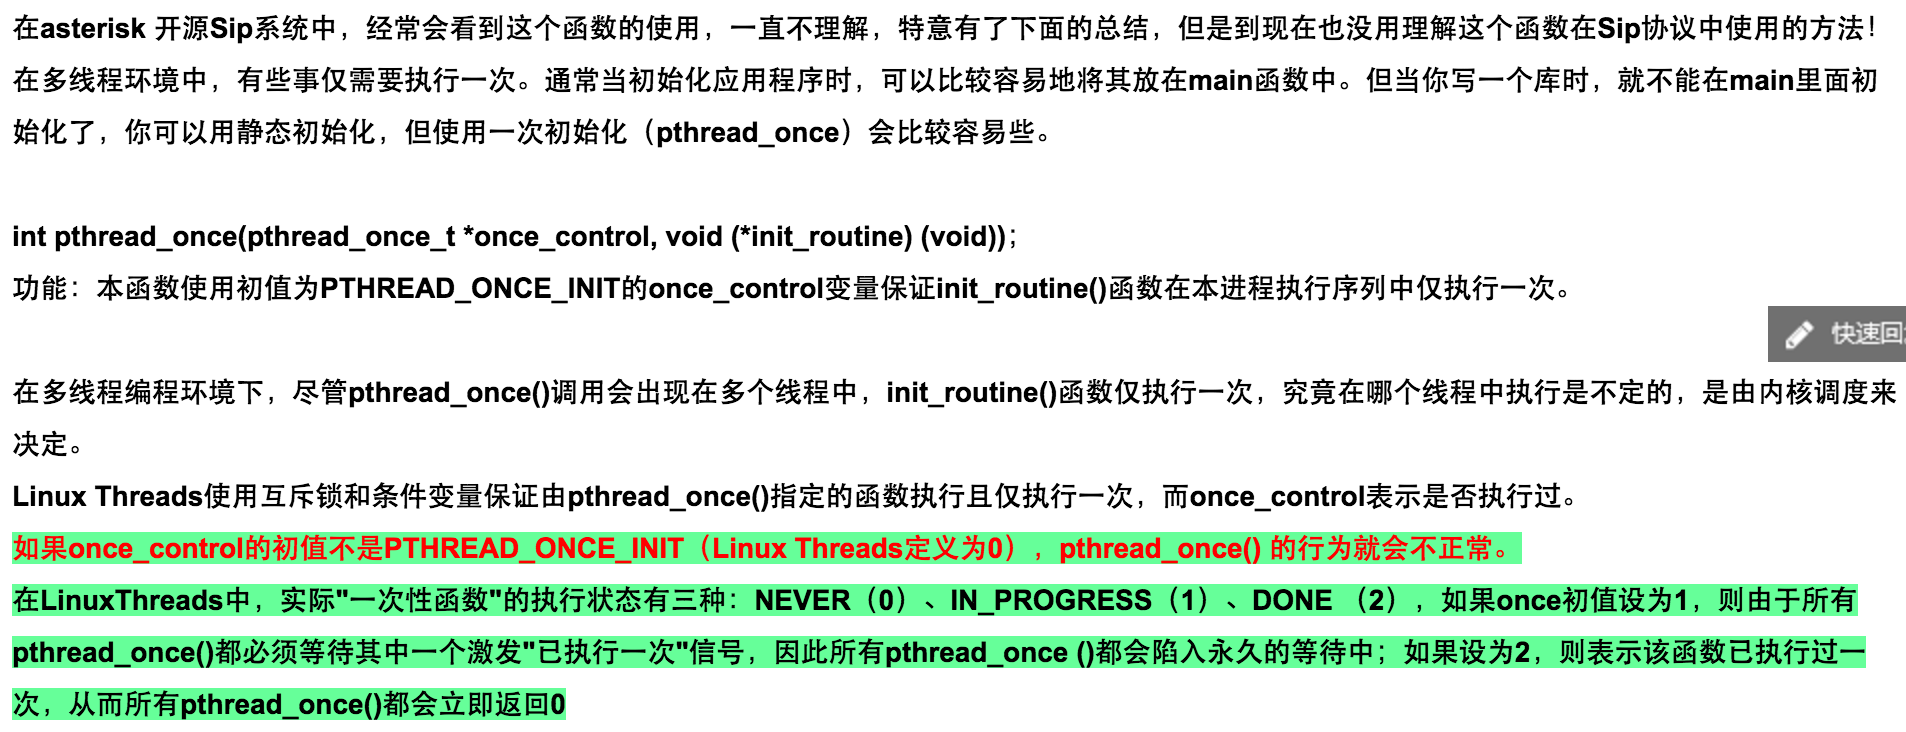 在asterisk 开源Sip系统中，经常会看到这个函数的使用，一直不理解，特意有了下面的总结，但是到现在也没用理解这个函数在Sip协议中使用的方法！
在多线程环境中，有些事仅需要执行一次。通常当初始化应用程序时，可以比较容易地将其放在main函数中。但当你写一个库时，就不能在main里面初
始化了，你可以用静态初始化，但使用一次初始化（pthread_once）会比较容易些。
int pthread_once(pthread_once_t *once_control, void (*init_routine) (void))；
功能：本函数使用初值为PTHREAD_ONCE_INIT的once_control变量保证init_routine()函数在本进程执行序列中仅执行一次。
快速回
在多线程编程环境下，尽管pthread_once()调用会出现在多个线程中，init_routine()函数仅执行一次，究竟在哪个线程中执行是不定的，是由内核调度来
决定。
Linux Threads使用互斥锁和条件变量保证由pthread_once()指定的函数执行且仅执行一次，而once_control表示是否执行过。
如果once_control的初值不是PTHREAD_ONCE_INIT（Linux Threads定义为0），pthread_once() 的行为就会不正常。
在LinuxThreads中，实际"一次性函数"的执行状态有三种：NEVER（0）、IN_PROGRESS（1）、DONE （2），如果once初值设为1，则由于所有
pthread_once()都必须等待其中一个激发"已执行一次"信号，因此所有pthread_once ()都会陷入永久的等待中；如果设为2，则表示该函数已执行过一
次，从而所有pthread_once()都会立即返回0